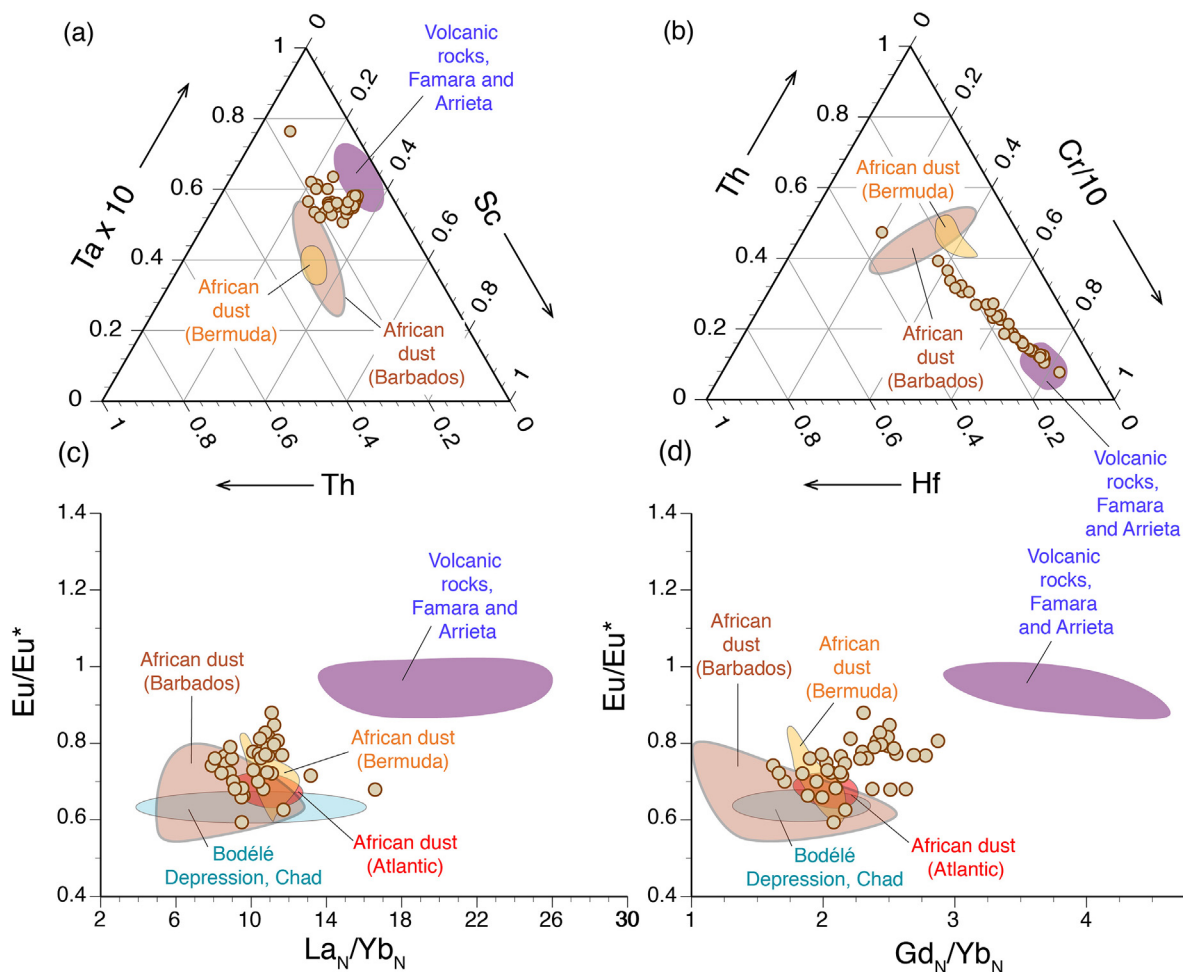 (a)
0
Volcanic
rocks,
Famara and
Arrieta
1
0.2
0.8
0.4
Ta x 10
0.6
Sc
0.6
0.4
African
dust
(Bermuda)
0.8
0.2
African
dust
(Barbados)
1
0
1
0.8
0.6
0.4
0.2
0
Th
(b)
0
1
0.2
0.8
African dust
(Bermuda)
0.4
Th
Cr/10
0.6
0.6
0.4
0.8
0.2
African
dust
(Barbados)
1
0
1
0.8
0.6
0.4
0.2
0
Hf
Volcanic
rocks,
Famara
and Arrieta
(c)
1.4
1.2
1
0.8
0.6
0.4
Eu/Eu*
Volcanic
rocks,
Famara and
Arrieta
African dust
(Barbados)
African dust
(Bermuda)
African dust
(Atlantic)
Bodélé
Depression, Chad
2
6
10
14
18
22
26
30
LaN/YbN
(d)
1.4
1.2
1
0.8
0.6
0.4
Eu/Eu*
Volcanic
rocks,
Famara
and Arrieta
African
dust
(Barbados)
African
dust
(Bermuda)
African dust
(Atlantic)
Bodélé
Depression, Chad
1
2
3
4
GdN/YbN